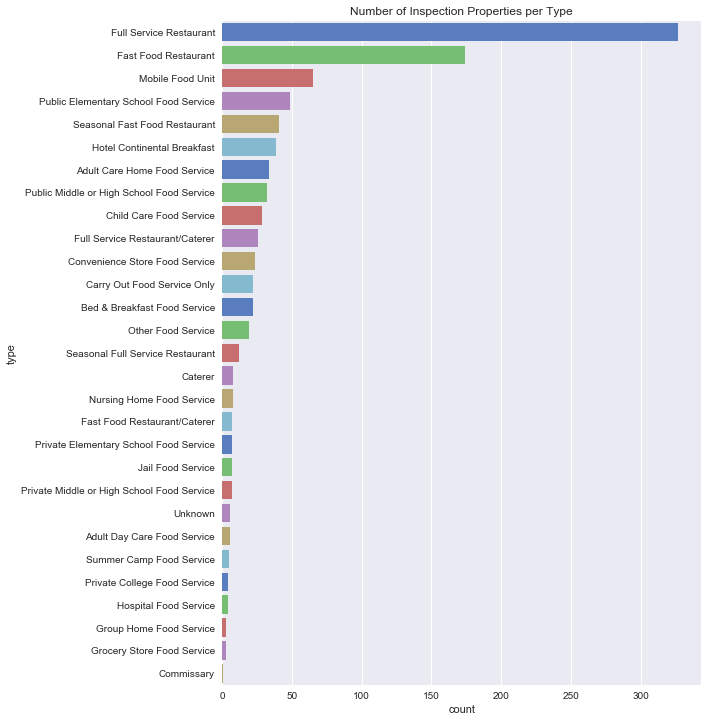 Number of Inspection Properties per Type
Full Service Restaurant
Fast Food Restaurant
Mobile Food Unit
Public Elementary School Food Service
Seasonal Fast Food Restaurant
Hotel Continental Breakfast
Adult Care Home Food Service
Public Middle or High School Food Service
Child Care Food Service
Full Service Restaurant/Caterer
Convenience Store Food Service
Carry Out Food Service Only
Bed & Breakfast Food Service
Other Food Service
Seasonal Full Service Restaurant
Caterer
Nursing Home Food Service
Fast Food Restaurant/Caterer
Private Elementary School Food Service
Jail Food Service
Private Middle or High School Food Service
Unknown
Adult Day Care Food Service
Summer Camp Food Service
Private College Food Service
Hospital Food Service
Group Home Food Service
Grocery Store Food Service
Commissary
type
0 50 100 150 200 250 300
count